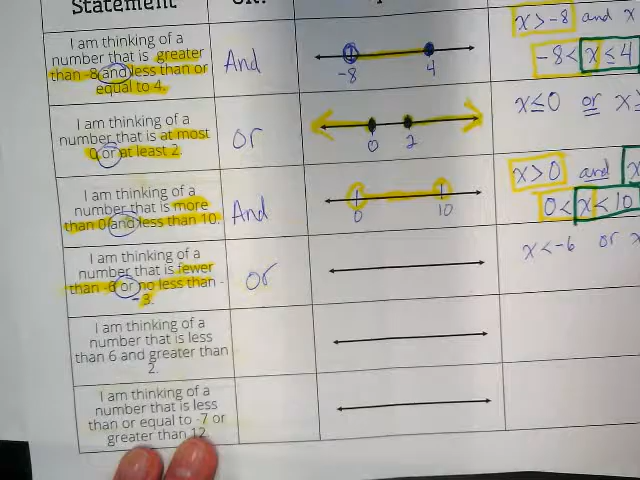 Statement
I am thinking of a
number that is greater
than -8 and less than or
equal to 4.
And
-8
4
x > -8 and x
-8 < x ≤ 4
I am thinking of a
number that is at most
0 or at least 2.
or
0
2
x ≤ 0 or x ≥
I am thinking of a
number that is more
than 0 and less than 10.
And
0
10
x > 0 and x
0 < x < 10
I am thinking of a
number that is fewer
than -6 or no less than -
3.
or
x < -6 or x
I am thinking of a
number that is less
than 6 and greater than
2.
I am thinking of a
number that is less
than or equal to -7 or
greater than 12.